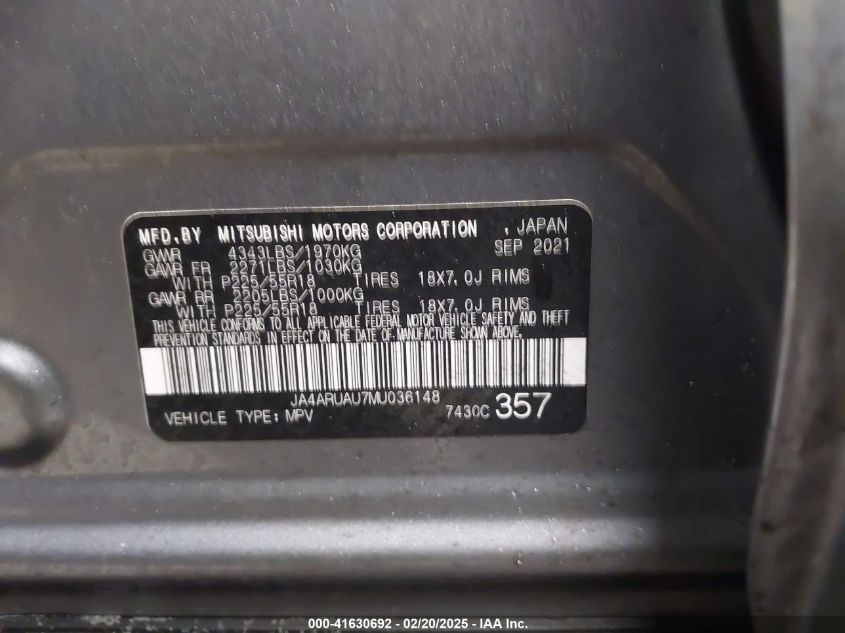 MFD.BY MITSUBISHI MOTORS CORPORATION , JAPAN
GVWR 4343LBS/1970KG SEP 2021
GAWR FR 2271LBS/1030KG
WITH P225/55R18 TIRES 18X7.0J RIMS
GAWR RR 2205LBS/1000KG
WITH P225/55R18 TIRES 18X7.0J RIMS
THIS VEHICLE CONFORMS TO ALL APPLICABLE FEDERAL MOTOR VEHICLE SAFETY AND THEFT
PREVENTION STANDARDS IN EFFECT ON THE DATE OF MANUFACTURE SHOWN ABOVE.
JA4ARUAU7MU036148
VEHICLE TYPE: MPV 7430C 357
000-41630692 - 02/20/2025 - IAA Inc.